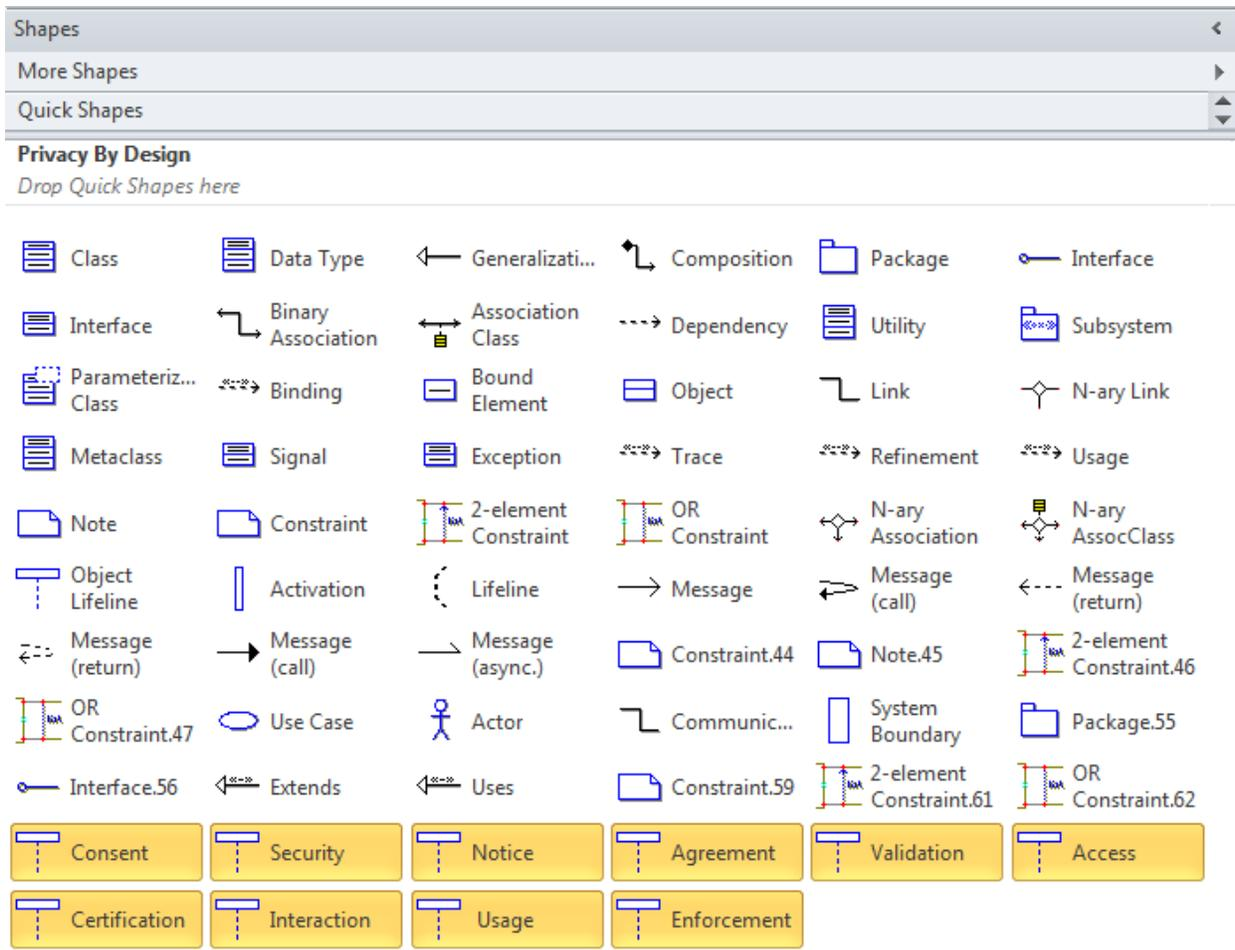 Shapes
More Shapes
Quick Shapes
Privacy By Design
Drop Quick Shapes here
Class
Data Type
Generalizati...
Composition
Package
Interface
Interface
Binary
Association
Association
Class
Dependency
Utility
Subsystem
Parameteriz...
Class
Binding
Bound
Element
Object
Link
N-ary Link
Metaclass
Signal
Exception
Trace
Refinement
Usage
Note
Constraint
2-element
Constraint
OR
Constraint
N-ary
Association
N-ary
AssocClass
Object
Lifeline
Activation
Lifeline
Message
Message
(call)
Message
(return)
Message
(return)
Message
(call)
Message
(async.)
Constraint.44
Note.45
2-element
Constraint.46
OR
Constraint.47
Use Case
Actor
Communic...
System
Boundary
Package.55
Interface.56
Extends
Uses
Constraint.59
2-element
Constraint.61
OR
Constraint.62
Consent
Security
Notice
Agreement
Validation
Access
Certification
Interaction
Usage
Enforcement